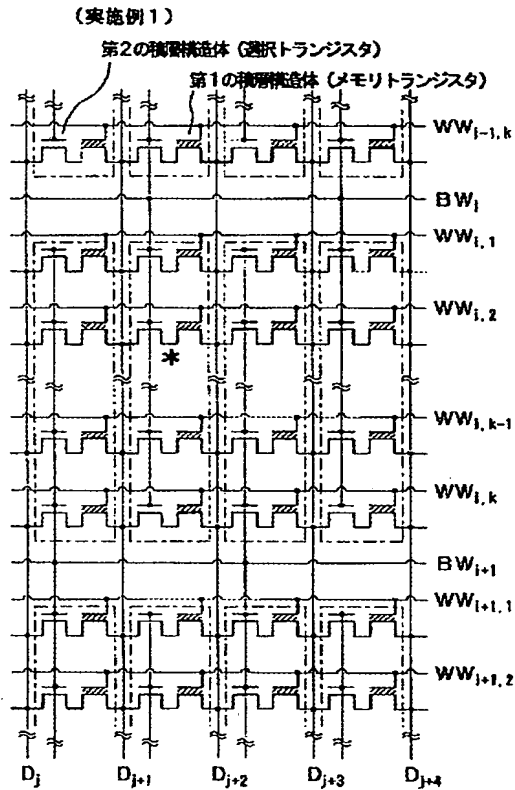 (実施例1)
第2の積層構造体(選択トランジスタ)
第1の積層構造体(メモリトランジスタ)
WWi-1,k
BWi
WWi,1
WWi,2
*
WWi,k-1
WWi,k
BWi+1
WWi+1,1
WWi+1,2
Dj Dj+1 Dj+2 Dj+3 Dj+4